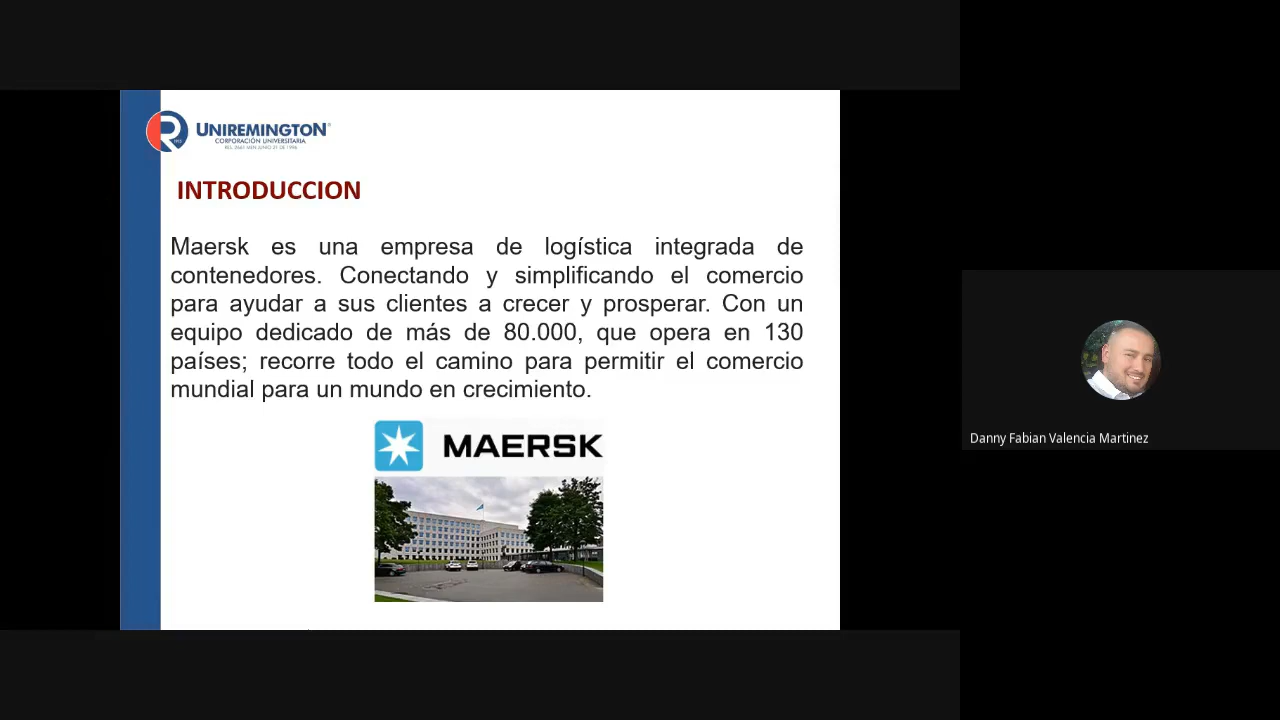 UNIREMINGTON
CORPORACIÓN UNIVERSITARIA
INTRODUCCION
Maersk es una empresa de logística integrada de
contenedores. Conectando y simplificando el comercio
para ayudar a sus clientes a crecer y prosperar. Con un
equipo dedicado de más de 80.000, que opera en 130
países; recorre todo el camino para permitir el comercio
mundial para un mundo en crecimiento.
MAERSK
Danny Fabian Valencia Martinez